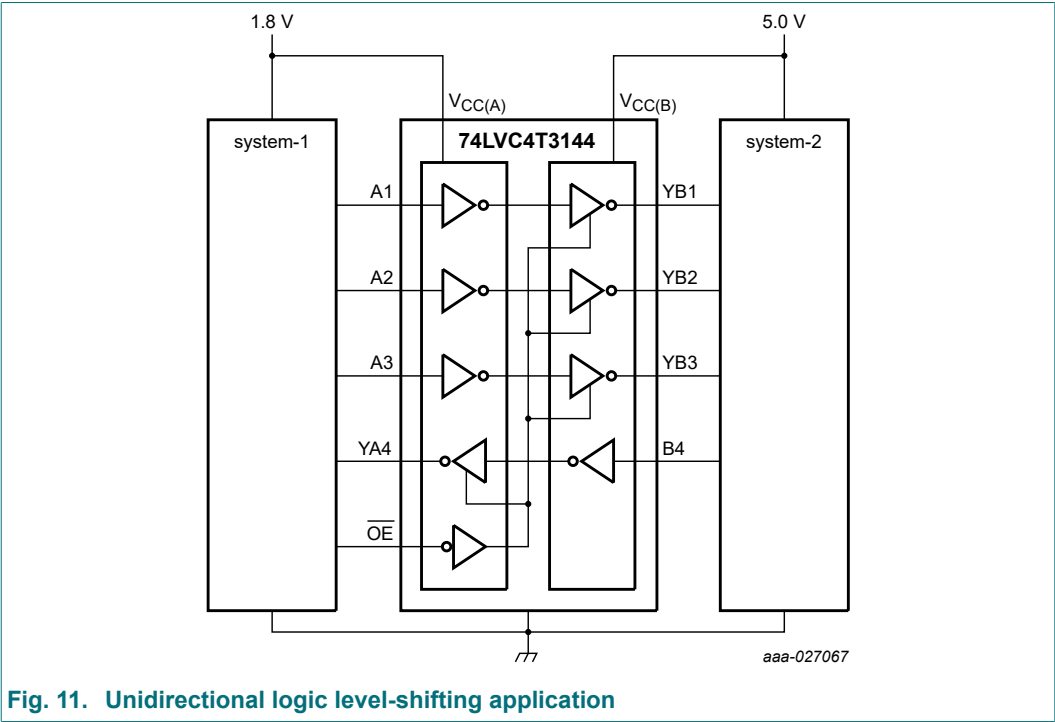 1.8 V
5.0 V
VCC(A)
VCC(B)
system-1
74LVC4T3144
system-2
A1
YB1
A2
YB2
A3
YB3
YA4
B4
OE
aaa-027067
Fig. 11. Unidirectional logic level-shifting application